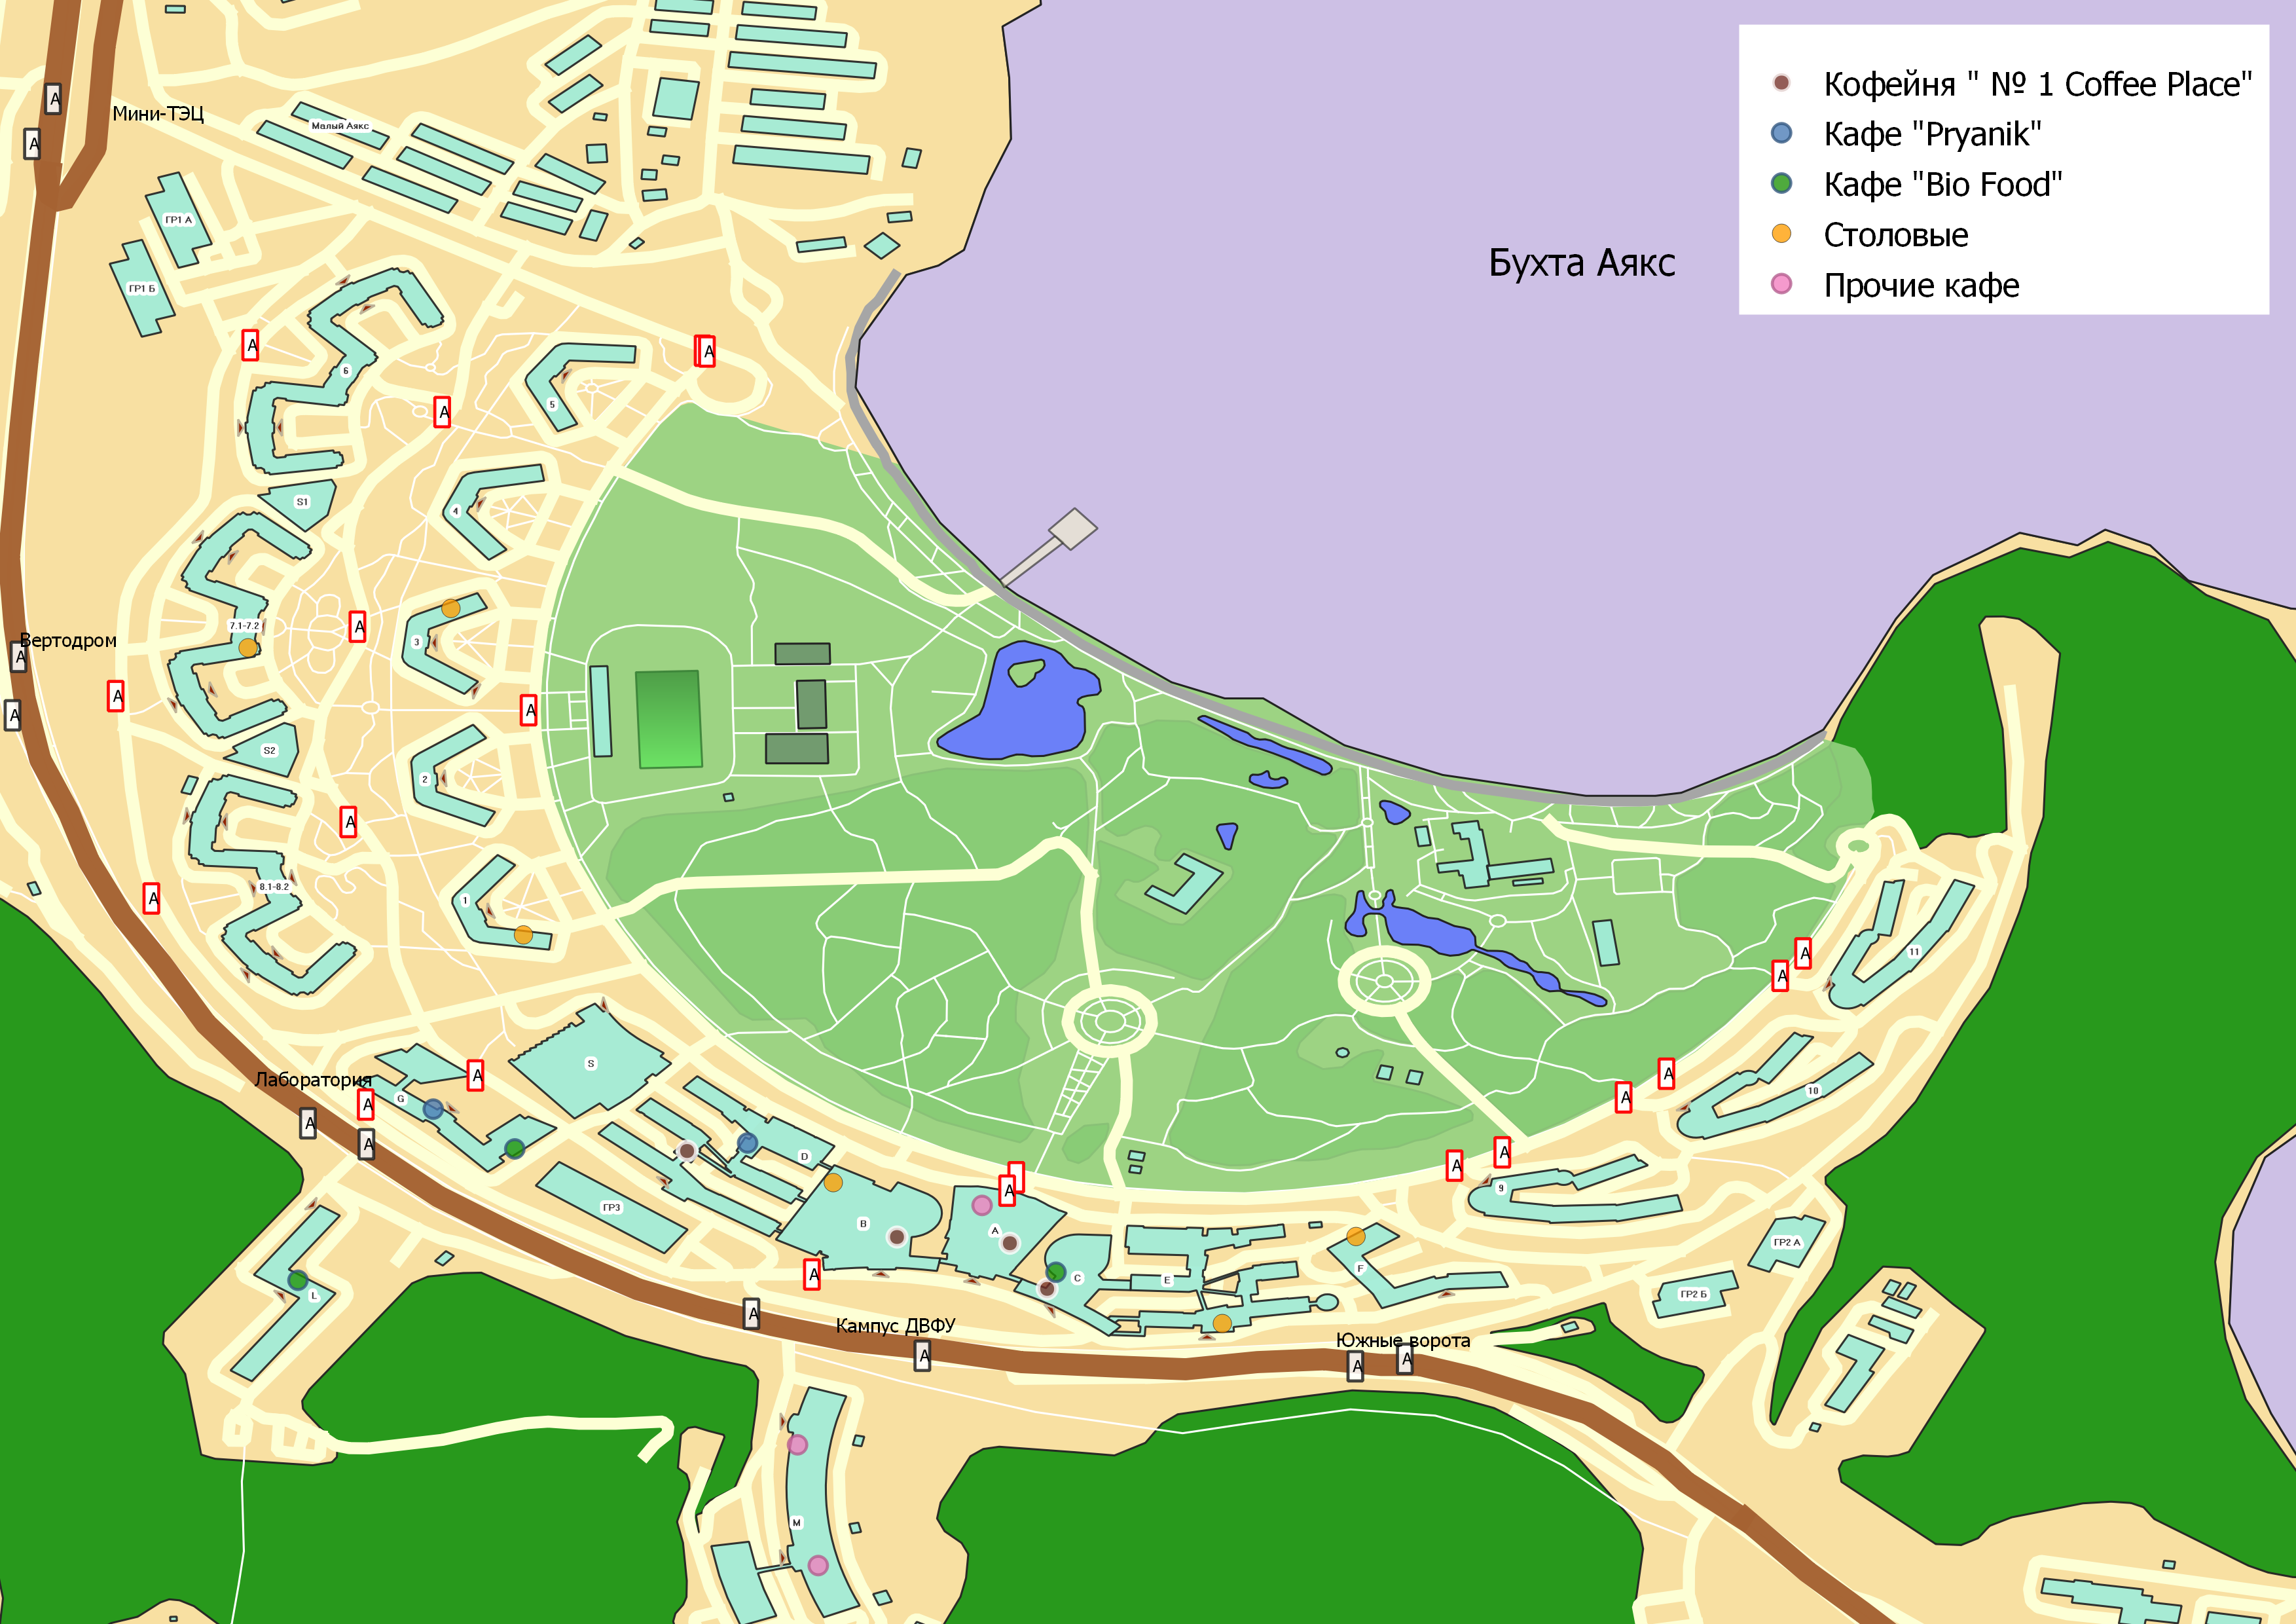 Кофейня " № 1 Coffee Place"
Кафе "Pryanik"
Кафе "Bio Food"
Столовые
Прочие кафе
Бухта Аякс
A
Мини-ТЭЦ
Малый Аякс
A
ГР1 А
ГР1 Б
A
A
6
5
A
S1
4
7.1-7.2
A
3
Вертодром
A
A
A
A
S2
2
A
8.1-8.2
1
A
A
11
A
S
A
Лаборатория
A
10
G
A
A
A
A
A
A
D
9
A
ГР3
B
A
ГР2 А
L
A
C
E
F
ГР2 Б
A
Кампус ДВФУ
A
Южные ворота
A
A
M